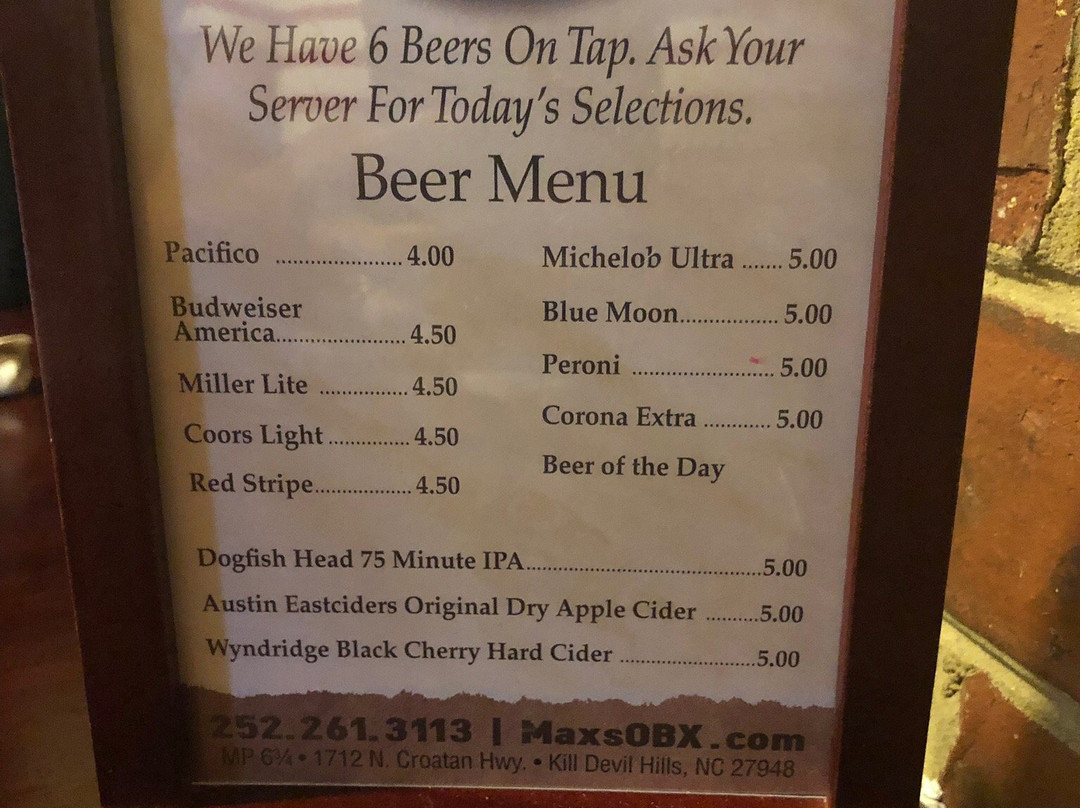 We Have 6 Beers On Tap. Ask Your
Server For Today's Selections.
Beer Menu
Pacifico ...................... 4.00
Budweiser
America....................... 4.50
Miller Lite ................ 4.50
Coors Light ............... 4.50
Red Stripe.................. 4.50
Michelob Ultra ....... 5.00
Blue Moon.................. 5.00
Peroni .......................... 5.00
Corona Extra ............ 5.00
Beer of the Day
Dogfish Head 75 Minute IPA...........................................5.00
Austin Eastciders Original Dry Apple Cider ..........5.00
Wyndridge Black Cherry Hard Cider .........................5.00
252.261.3113 | MaxsOBX.com
MP 6¾ • 1712 N. Croatan Hwy. • Kill Devil Hills, NC 27948